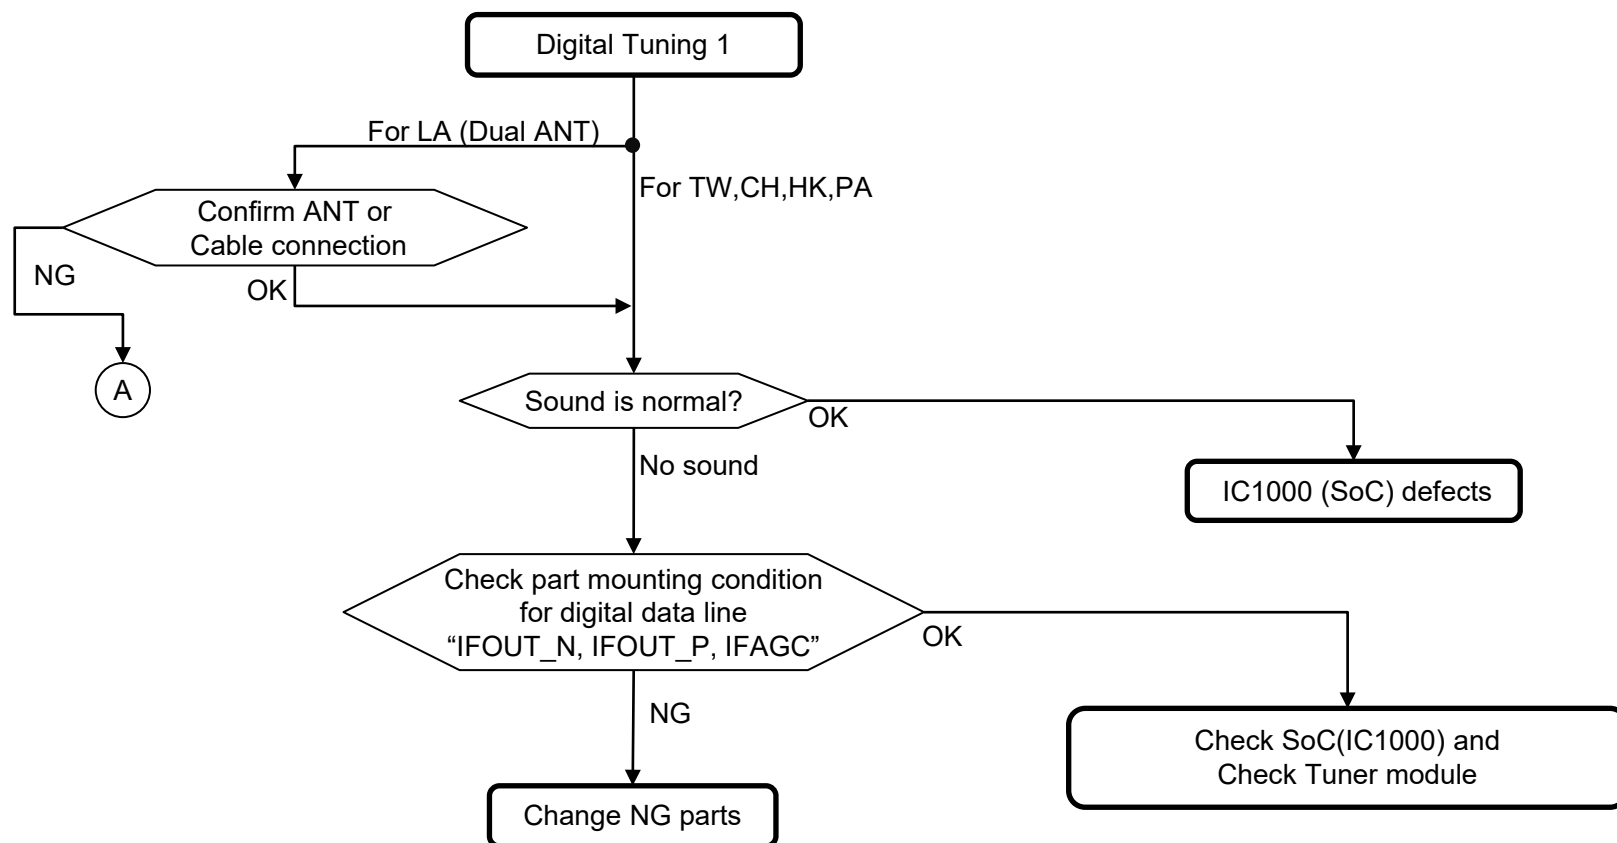 Digital Tuning 1
For LA (Dual ANT)
For TW,CH,HK,PA
Confirm ANT or
Cable connection
NG
OK
A
Sound is normal?
OK
No sound
IC1000 (SoC) defects
Check part mounting condition
for digital data line
“IFOUT_N, IFOUT_P, IFAGC”
OK
NG
Check SoC(IC1000) and
Check Tuner module
Change NG parts